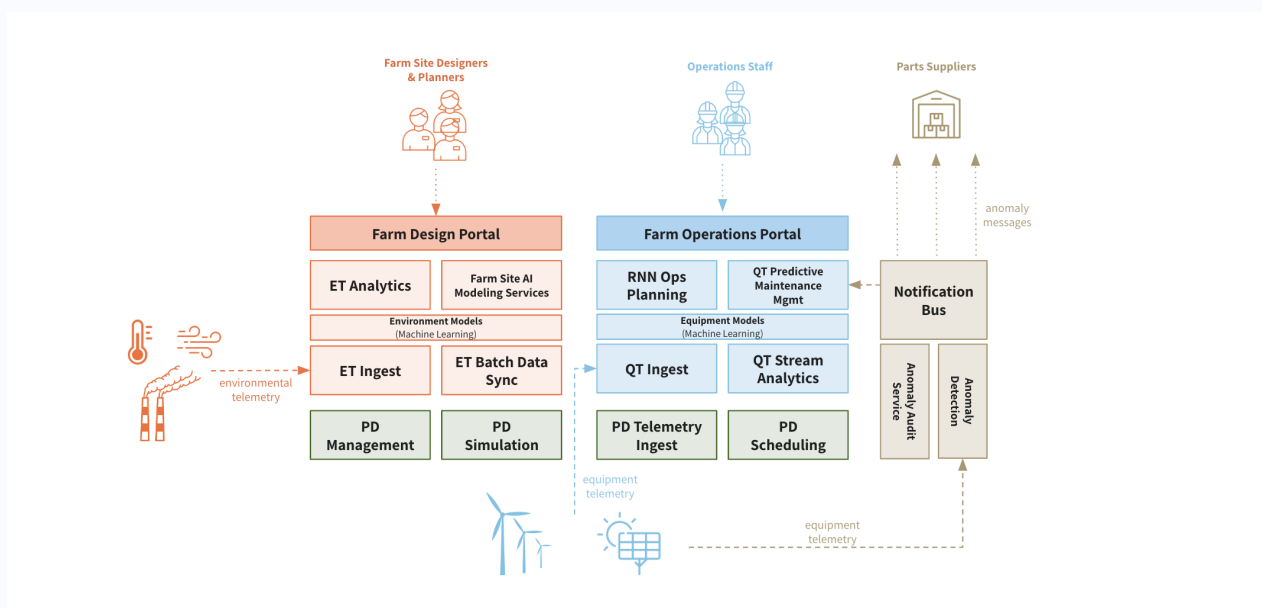 Farm Site Designers
& Planners
Operations Staff
Parts Suppliers
anomaly
messages
Farm Design Portal
Farm Operations Portal
ET Analytics
Farm Site AI
Modeling Services
RNN Ops
Planning
QT Predictive
Maintenance
Mgmt
Notification
Bus
Environment Models
(Machine Learning)
Equipment Models
(Machine Learning)
environmental
telemetry
ET Ingest
ET Batch Data
Sync
QT Ingest
QT Stream
Analytics
Anomaly Audit
Service
Anomaly
Detection
PD
Management
PD
Simulation
PD Telemetry
Ingest
PD
Scheduling
equipment
telemetry
equipment
telemetry